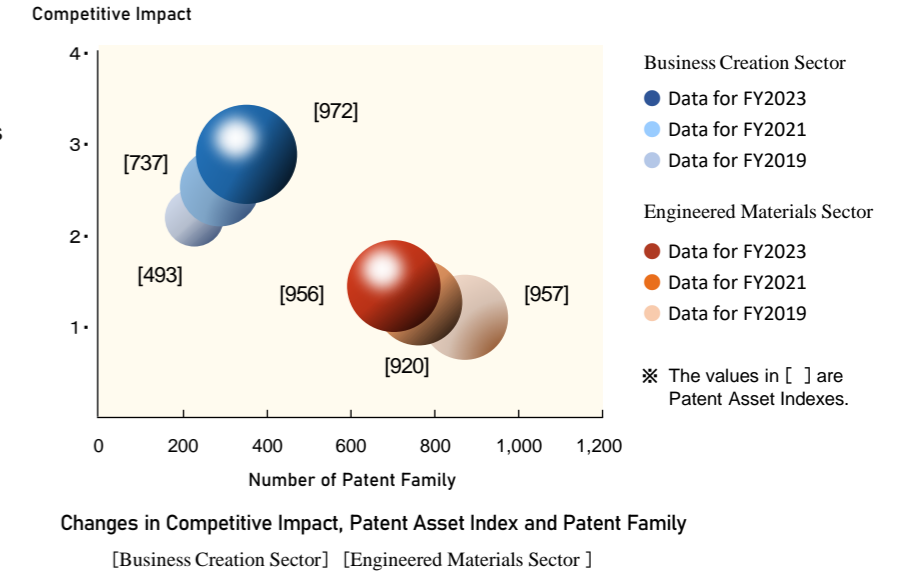 Competitive Impact
4
3
2
1
[972]
[737]
[493]
[956]
[957]
[920]
0 200 400 600 800 1,000 1,200
Number of Patent Family
Business Creation Sector
Data for FY2023
Data for FY2021
Data for FY2019
Engineered Materials Sector
Data for FY2023
Data for FY2021
Data for FY2019
※ The values in [ ] are
Patent Asset Indexes.
Changes in Competitive Impact, Patent Asset Index and Patent Family
[Business Creation Sector] [Engineered Materials Sector ]